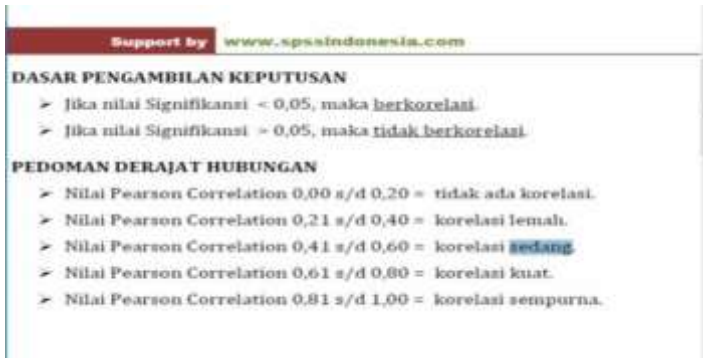 Support by www.spssindonesia.com
DASAR PENGAMBILAN KEPUTUSAN
➢ Jika nilai Signifikansi < 0,05, maka berkorelasi.
➢ Jika nilai Signifikansi > 0,05, maka tidak berkorelasi.
PEDOMAN DERAJAT HUBUNGAN
➢ Nilai Pearson Correlation 0,00 s/d 0,20 = tidak ada korelasi.
➢ Nilai Pearson Correlation 0,21 s/d 0,40 = korelasi lemah.
➢ Nilai Pearson Correlation 0,41 s/d 0,60 = korelasi sedang.
➢ Nilai Pearson Correlation 0,61 s/d 0,80 = korelasi kuat.
➢ Nilai Pearson Correlation 0,81 s/d 1,00 = korelasi sempurna.